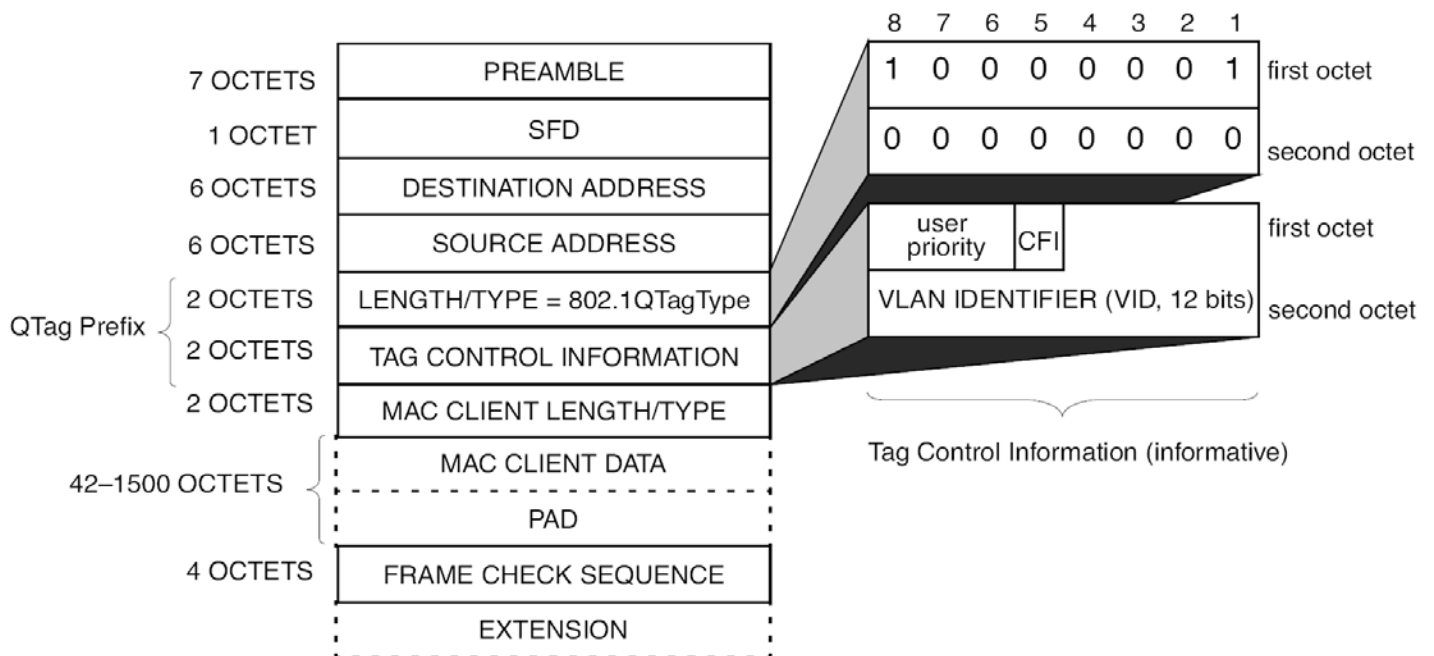 8 7 6 5 4 3 2 1
7 OCTETS PREAMBLE
1 0 0 0 0 0 0 1 first octet
1 OCTET SFD
0 0 0 0 0 0 0 0 second octet
6 OCTETS DESTINATION ADDRESS
6 OCTETS SOURCE ADDRESS
user
priority
CFI
first octet
QTag Prefix
2 OCTETS LENGTH/TYPE = 802.1QTagType
VLAN IDENTIFIER (VID, 12 bits) second octet
2 OCTETS TAG CONTROL INFORMATION
2 OCTETS MAC CLIENT LENGTH/TYPE
Tag Control Information (informative)
42–1500 OCTETS
MAC CLIENT DATA
PAD
4 OCTETS FRAME CHECK SEQUENCE
EXTENSION